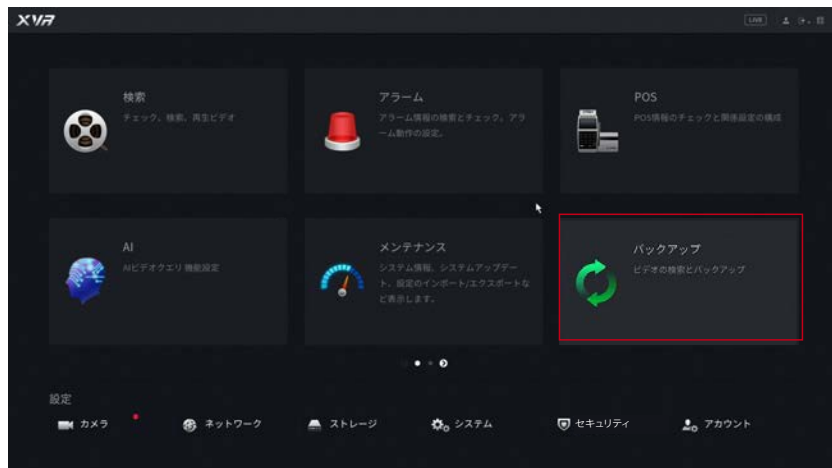 XVR
LIVE
検索
チェック、検索、再生ビデオ
アラーム
アラーム情報の検索とチェック。アラ
ーム動作の設定。
POS
POS情報のチェックと関係設定の構成
AI
AIビデオクエリ 機能設定
メンテナンス
システム情報、システムアップデー
ト、設定のインポート/エクスポートな
ど表示します。
バックアップ
ビデオの検索とバックアップ
設定
カメラ
ネットワーク
ストレージ
システム
セキュリティ
アカウント